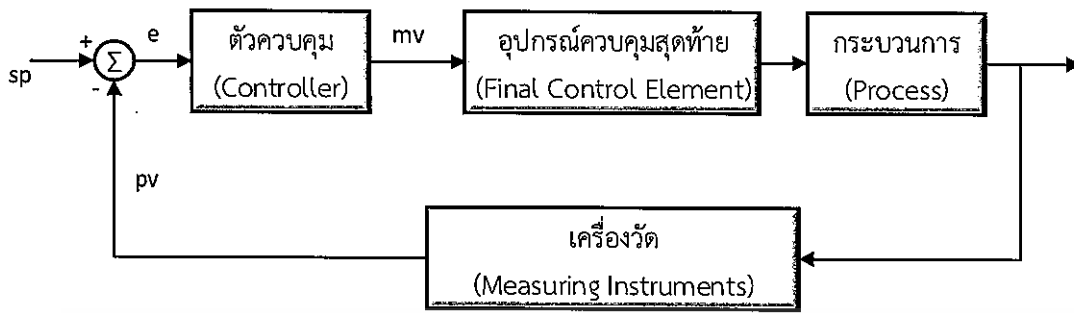 +
e
ตัวควบคุม
(Controller)
mv
อุปกรณ์ควบคุมสุดท้าย
(Final Control Element)
กระบวนการ
(Process)
sp
Σ
-
pv
เครื่องวัด
(Measuring Instruments)